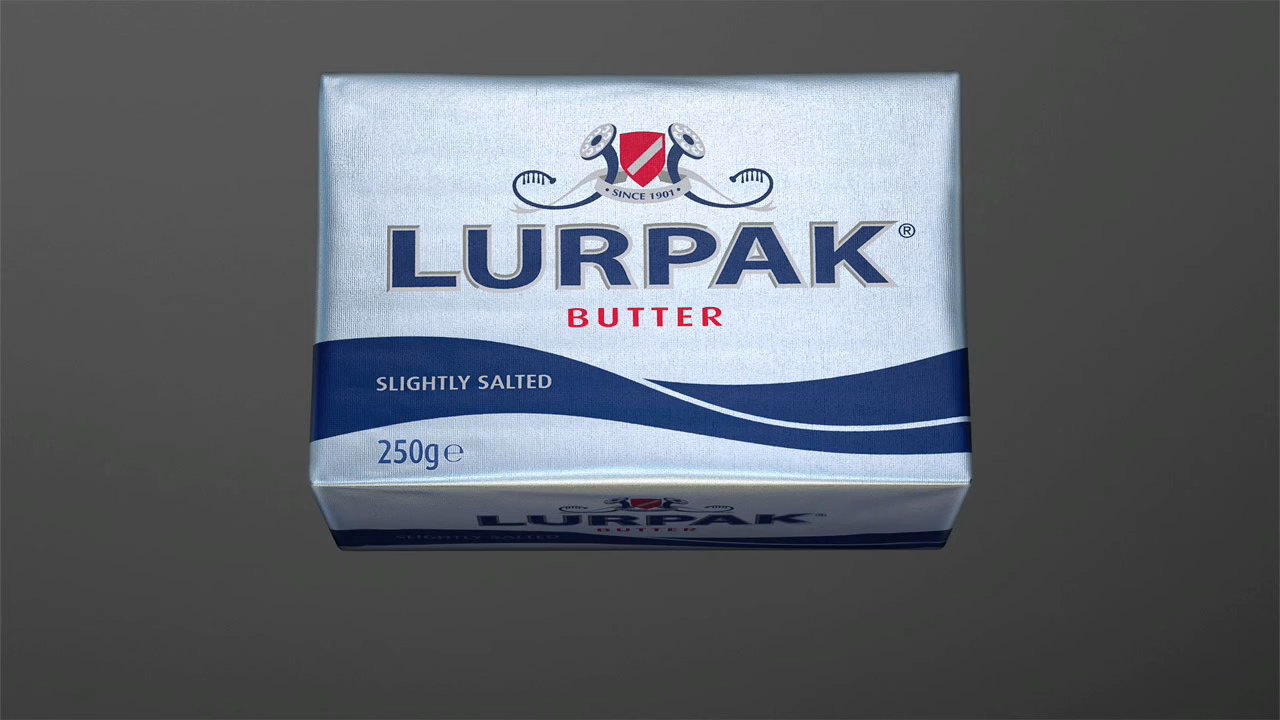 • SINCE 1901 •
LURPAK®
BUTTER
SLIGHTLY SALTED
250g℮
LURPAK®
BUTTER
SLIGHTLY SALTED